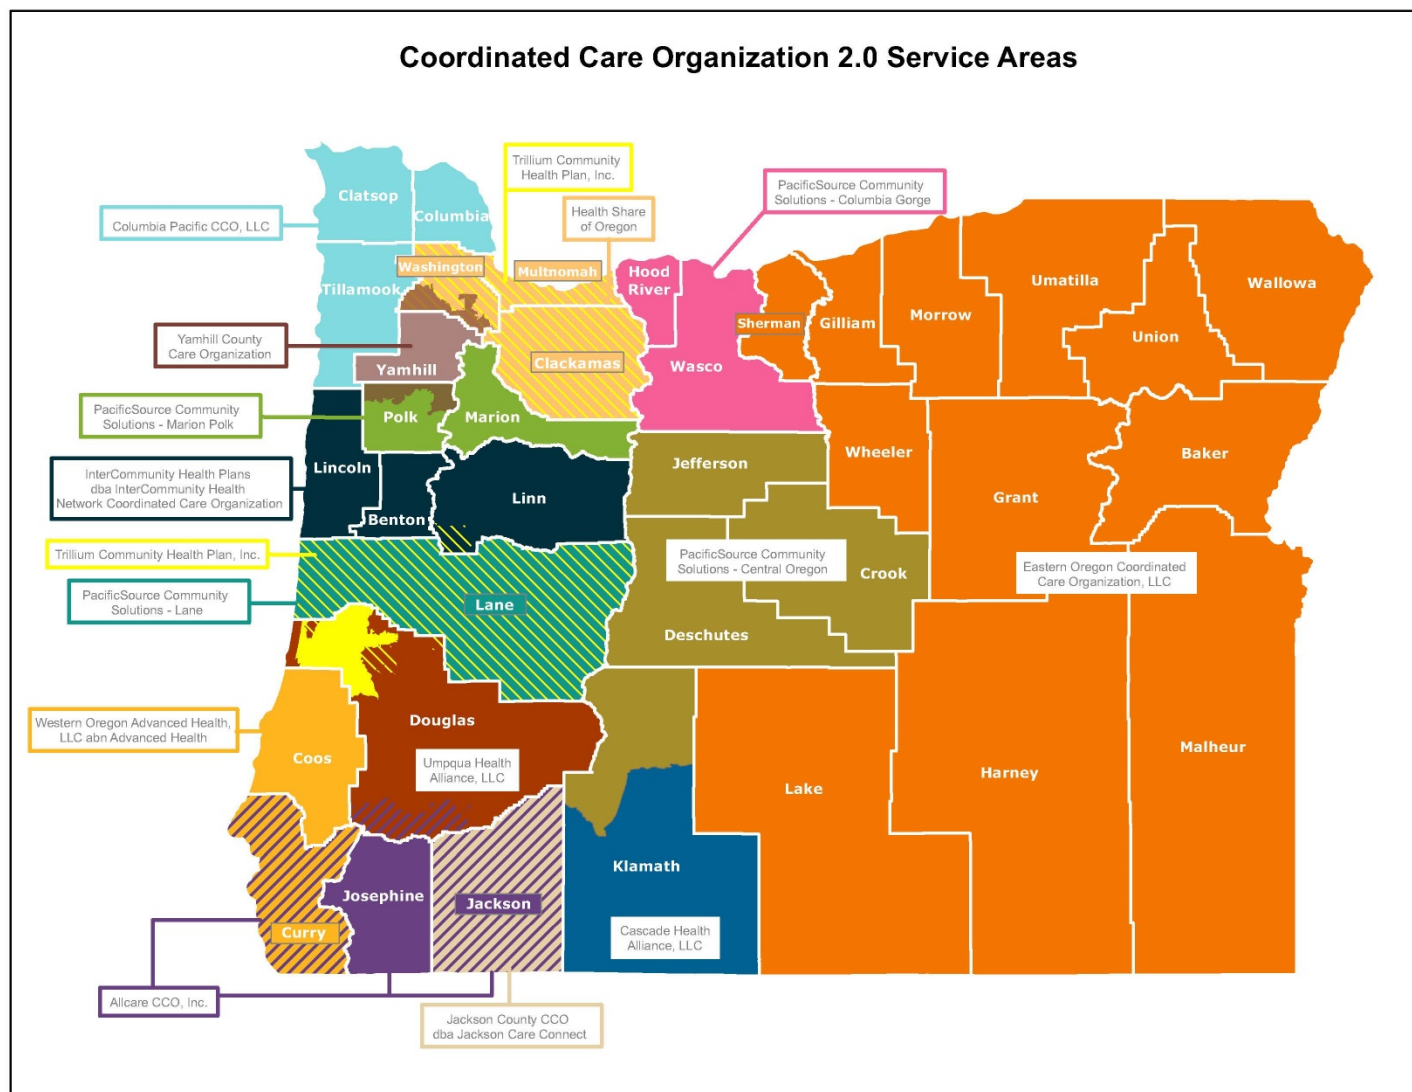 Coordinated Care Organization 2.0 Service Areas
Trillium Community
Health Plan, Inc.
PacificSource Community
Solutions - Columbia Gorge
Clatsop
Columbia
Columbia Pacific CCO, LLC
Health Share
of Oregon
Washington
Multnomah
Hood
River
Tillamook
Umatilla
Wallowa
Sherman
Gilliam
Morrow
Union
Yamhill County
Care Organization
Yamhill
Clackamas
Wasco
PacificSource Community
Solutions - Marion Polk
Polk
Marion
Lincoln
InterCommunity Health Plans
dba InterCommunity Health
Network Coordinated Care Organization
Benton
Linn
Jefferson
Wheeler
Grant
Baker
Trillium Community Health Plan, Inc.
PacificSource Community
Solutions - Central Oregon
Crook
Eastern Oregon Coordinated
Care Organization, LLC
PacificSource Community
Solutions - Lane
Lane
Deschutes
Western Oregon Advanced Health,
LLC abn Advanced Health
Douglas
Coos
Umpqua Health
Alliance, LLC
Malheur
Harney
Lake
Klamath
Josephine
Jackson
Curry
Cascade Health
Alliance, LLC
Allcare CCO, Inc.
Jackson County CCO
dba Jackson Care Connect